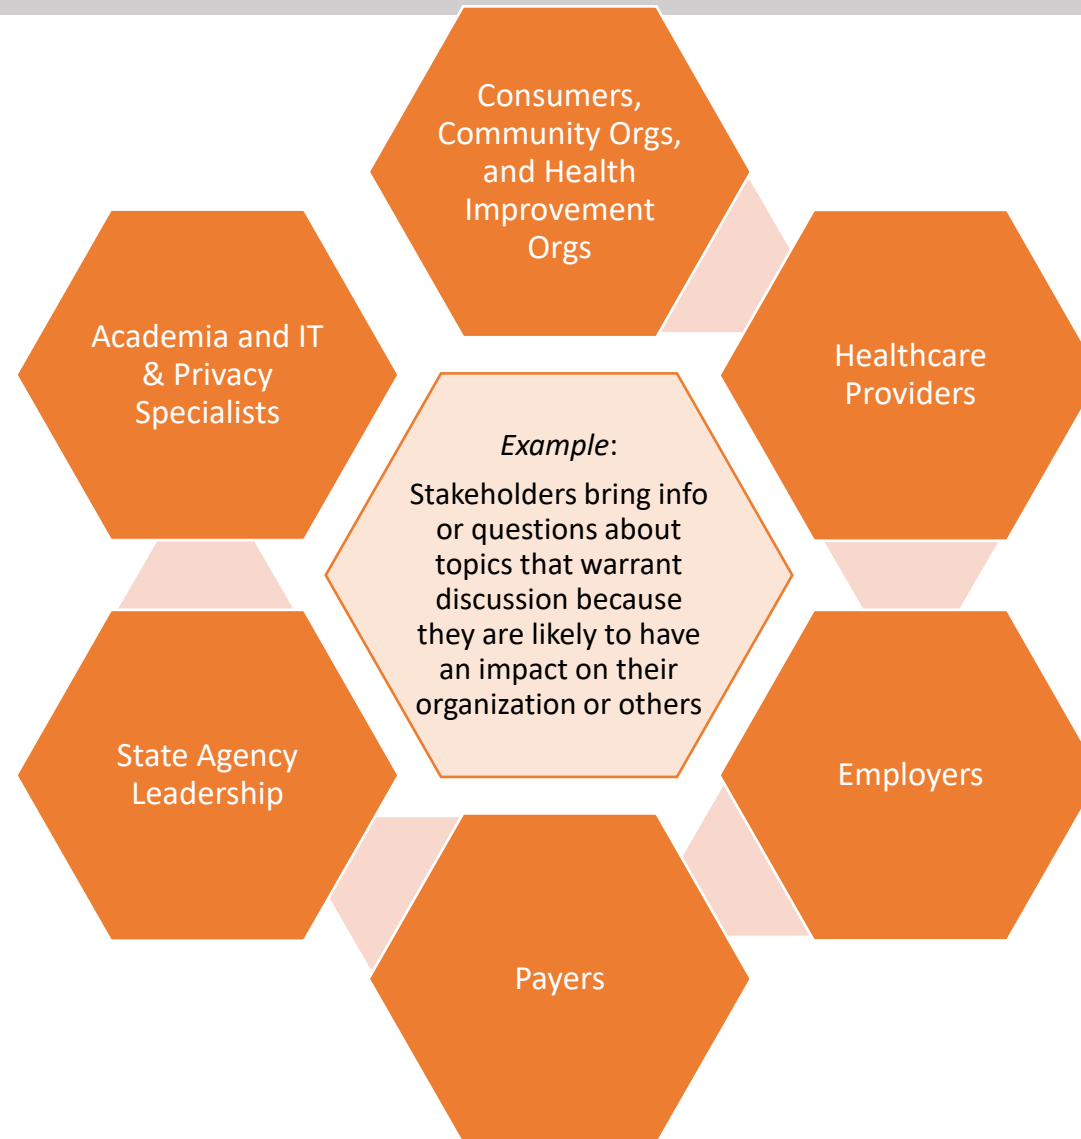 Consumers,
Community Orgs,
and Health
Improvement
Orgs
Healthcare
Providers
Employers
Payers
State Agency
Leadership
Academia and IT
& Privacy
Specialists
Example:
Stakeholders bring info
or questions about
topics that warrant
discussion because
they are likely to have
an impact on their
organization or others